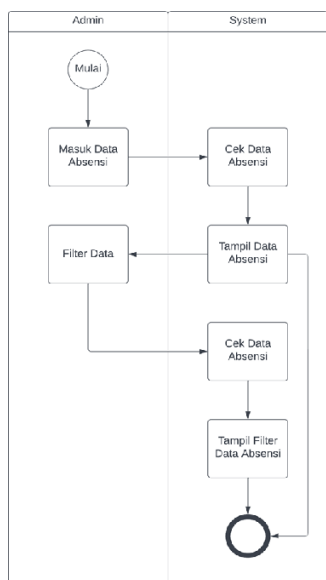 Admin
System
Mulai
Masuk Data
Absensi
Cek Data
Absensi
Filter Data
Tampil Data
Absensi
Cek Data
Absensi
Tampil Filter
Data Absensi